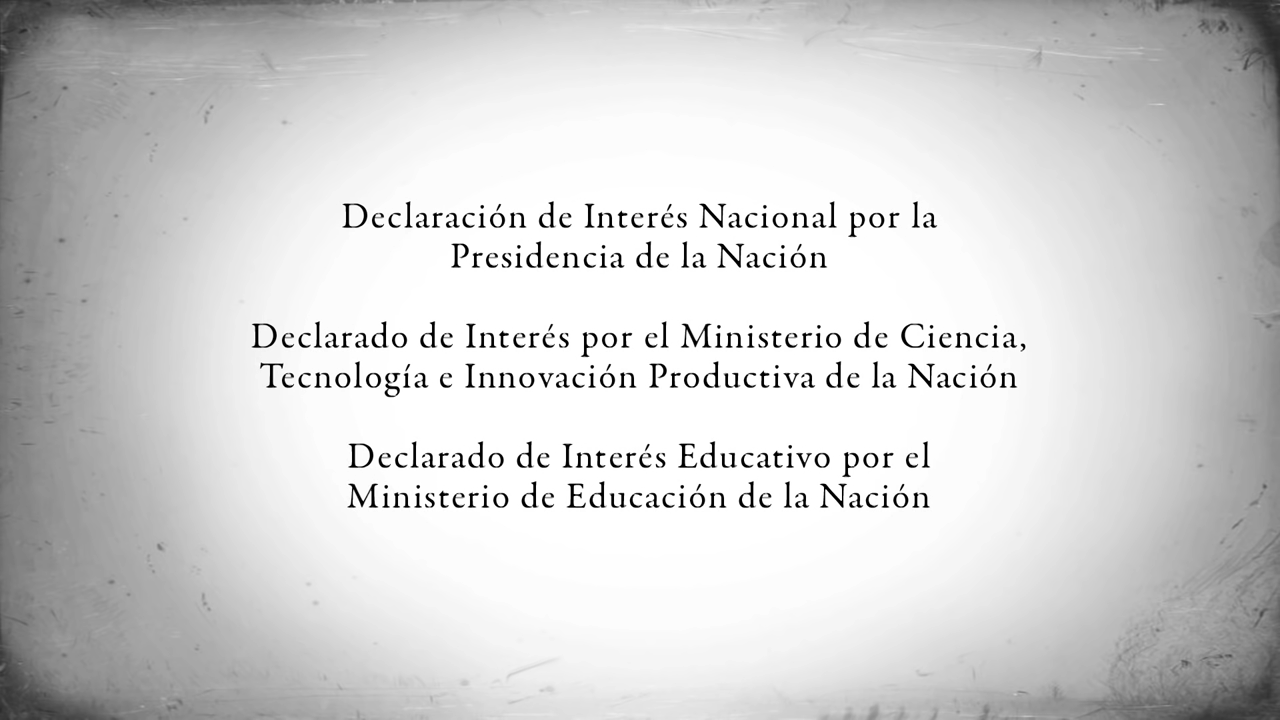 Declaración de Interés Nacional por la
Presidencia de la Nación
Declarado de Interés por el Ministerio de Ciencia,
Tecnología e Innovación Productiva de la Nación
Declarado de Interés Educativo por el
Ministerio de Educación de la Nación